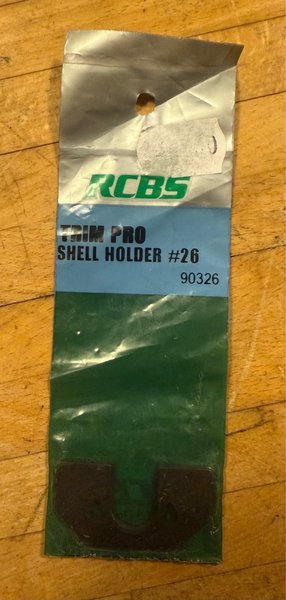 RCBS
TRIM PRO
SHELL HOLDER #26
90326